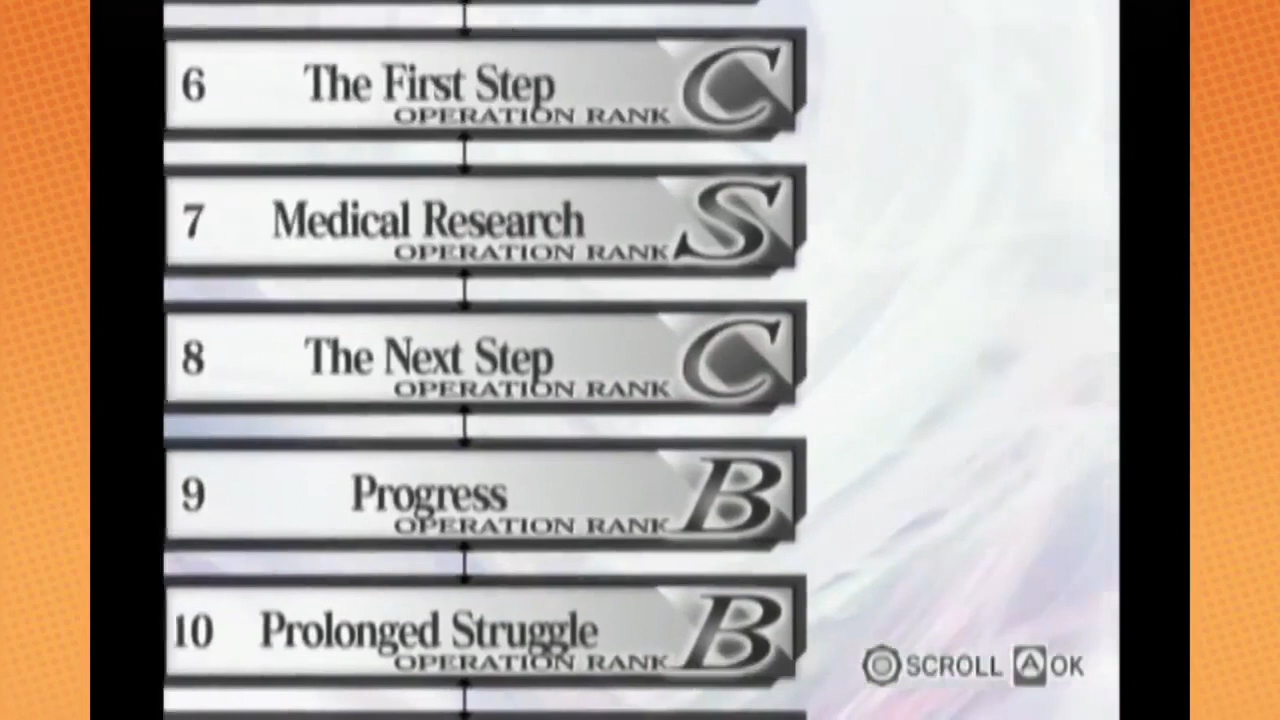 6 The First Step
OPERATION RANK C
7 Medical Research
OPERATION RANK S
8 The Next Step
OPERATION RANK C
9 Progress
OPERATION RANK B
10 Prolonged Struggle
OPERATION RANK B
SCROLL A OK